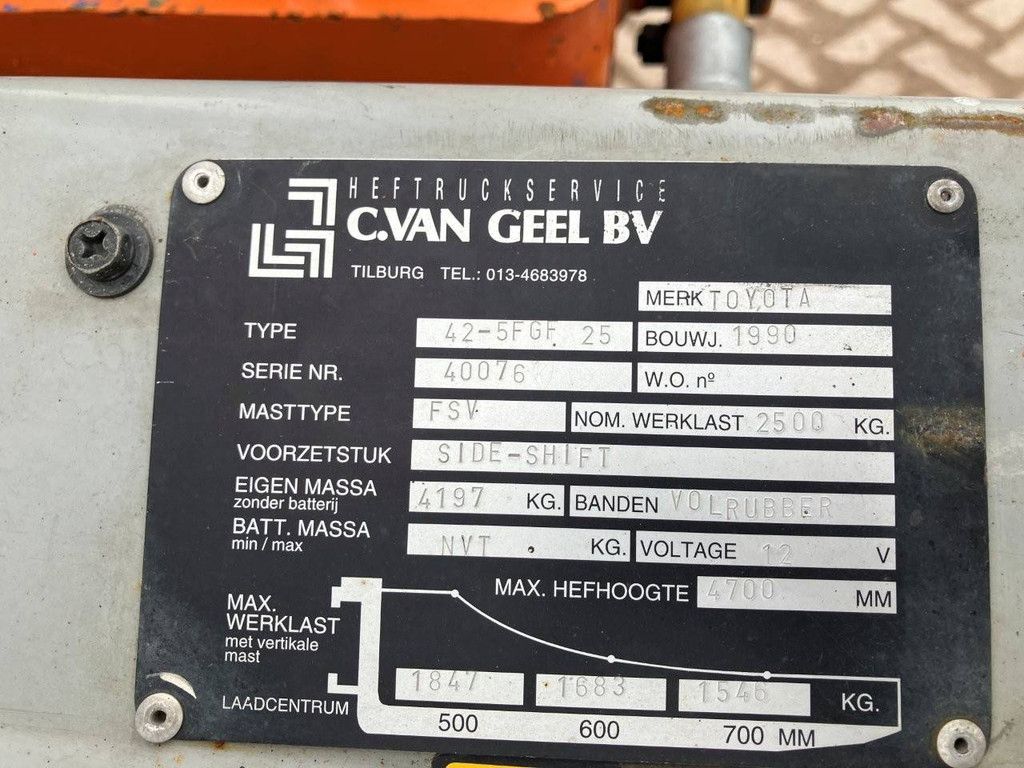 HEFTRUCKSERVICE
C.VAN GEEL BV
TILBURG TEL.: 013-4683978
MERK TOYOTA
TYPE 42-5FGF 25 BOUWJ. 1990
SERIE NR. 40076 W.O. nº
MASTTYPE FSV NOM. WERKLAST 2500 KG.
VOORZETSTUK SIDE-SHIFT
EIGEN MASSA 4197 KG. BANDEN VOLRUBBER
zonder batterij
BATT. MASSA NVT. KG. VOLTAGE 12 V
min / max
MAX. HEFHOOGTE 4700 MM
MAX.
WERKLAST
met vertikale
mast
1847 1683 1546 KG.
LAADCENTRUM 500 600 700 MM